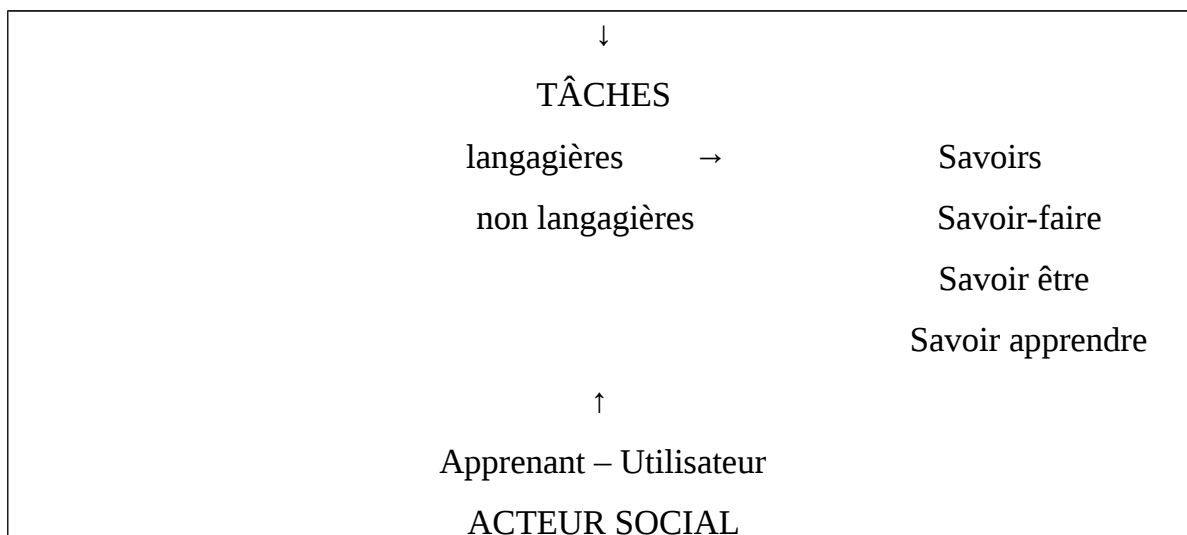 ↓
TÂCHES
langagières → Savoirs
non langagières Savoir-faire
Savoir être
Savoir apprendre
↑
Apprenant – Utilisateur
ACTEUR SOCIAL